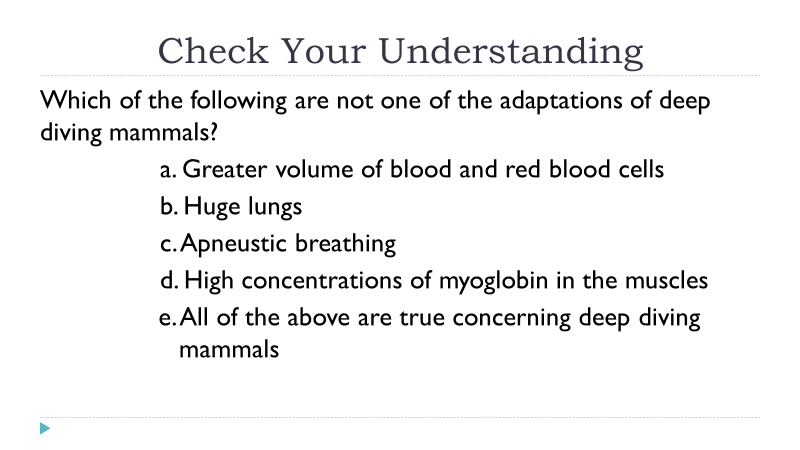 Check Your Understanding
Which of the following are not one of the adaptations of deep
diving mammals?
a. Greater volume of blood and red blood cells
b. Huge lungs
c. Apneustic breathing
d. High concentrations of myoglobin in the muscles
e. All of the above are true concerning deep diving
mammals